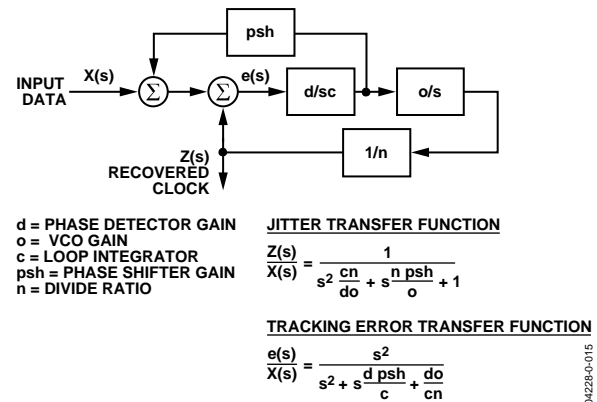 psh
INPUT DATA
X(s)
Σ
Σ
e(s)
d/sc
o/s
1/n
Z(s)
RECOVERED
CLOCK
d = PHASE DETECTOR GAIN
o = VCO GAIN
c = LOOP INTEGRATOR
psh = PHASE SHIFTER GAIN
n = DIVIDE RATIO
JITTER TRANSFER FUNCTION
Z(s)/X(s) = 1/(s² cn/do + s n psh/o + 1)
TRACKING ERROR TRANSFER FUNCTION
e(s)/X(s) = s²/(s² + s d psh/c + do/cn)
04228-0-015